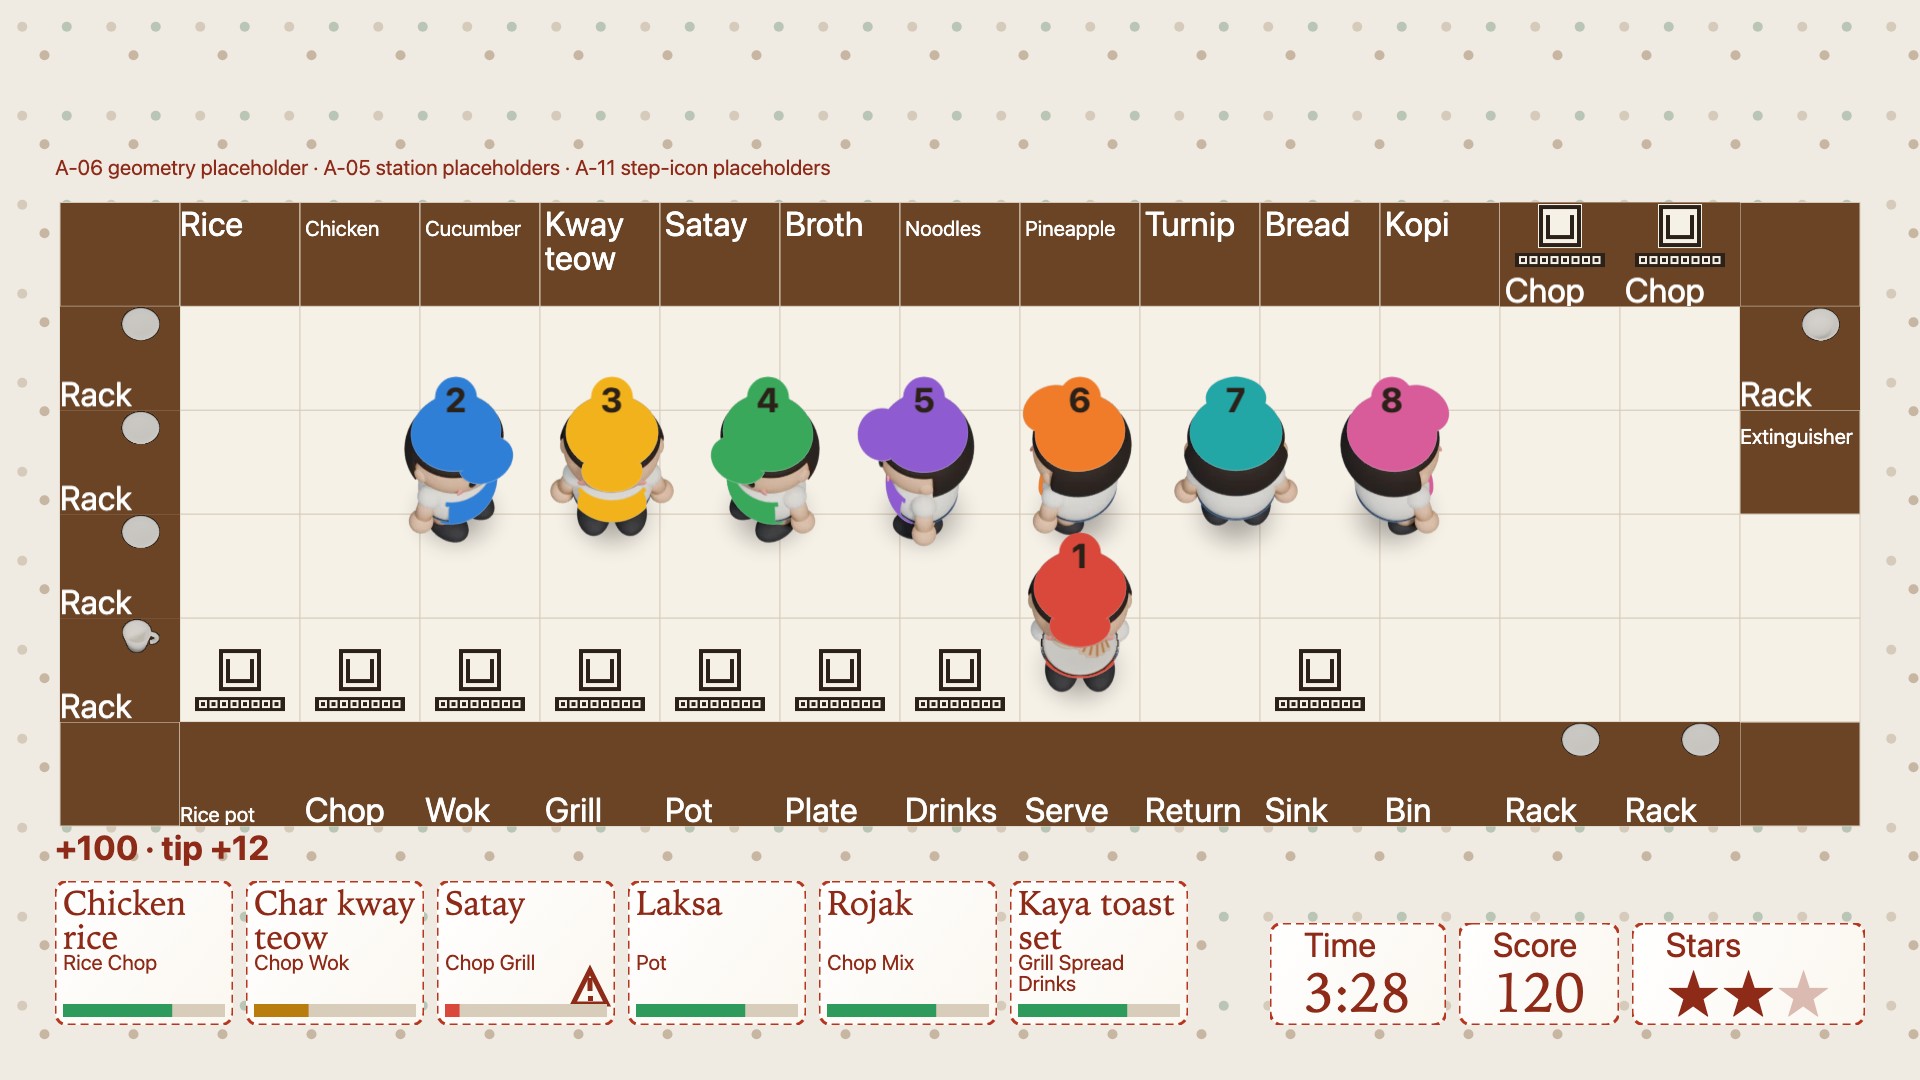 A-06 geometry placeholder · A-05 station placeholders · A-11 step-icon placeholders
Rice
Chicken
Cucumber
Kway
teow
Satay
Broth
Noodles
Pineapple
Turnip
Bread
Kopi
Chop
Chop
Rack
Rack
Extinguisher
Rack
Rack
Rack
2
3
4
5
6
7
8
1
Rice pot
Chop
Wok
Grill
Pot
Plate
Drinks
Serve
Return
Sink
Bin
Rack
Rack
+100 · tip +12
Chicken
rice
Rice Chop
Char kway
teow
Chop Wok
Satay
Chop Grill
Laksa
Pot
Rojak
Chop Mix
Kaya toast
set
Grill Spread
Drinks
Time
3:28
Score
120
Stars